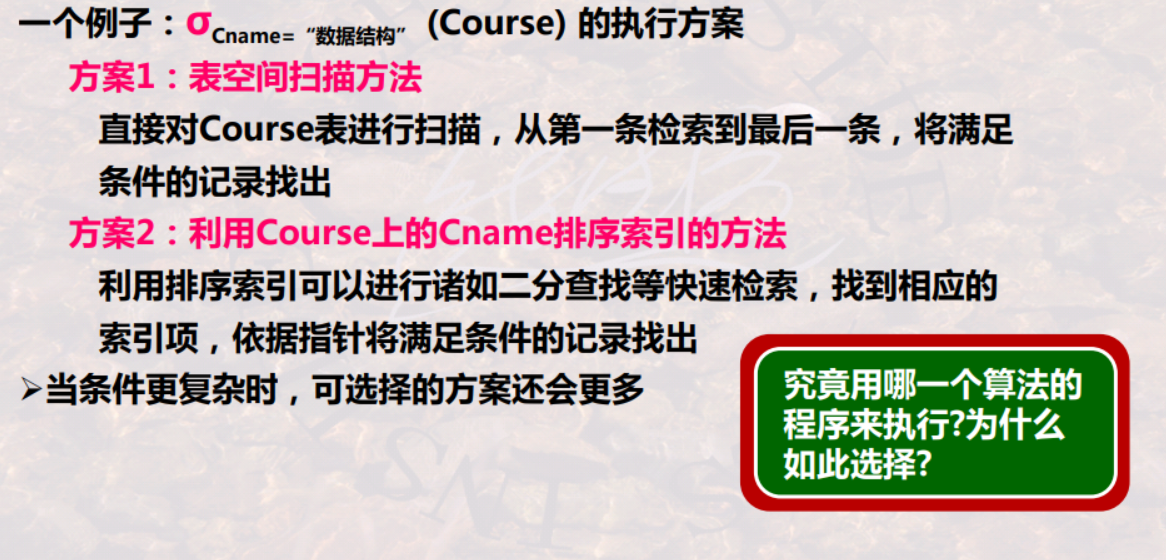 一个例子：σCname=“数据结构” (Course) 的执行方案
方案1：表空间扫描方法
直接对Course表进行扫描，从第一条检索到最后一条，将满足
条件的记录找出
方案2：利用Course上的Cname排序索引的方法
利用排序索引可以进行诸如二分查找等快速检索，找到相应的
索引项，依据指针将满足条件的记录找出
➢当条件更复杂时，可选择的方案还会更多
究竟用哪一个算法的
程序来执行?为什么
如此选择?